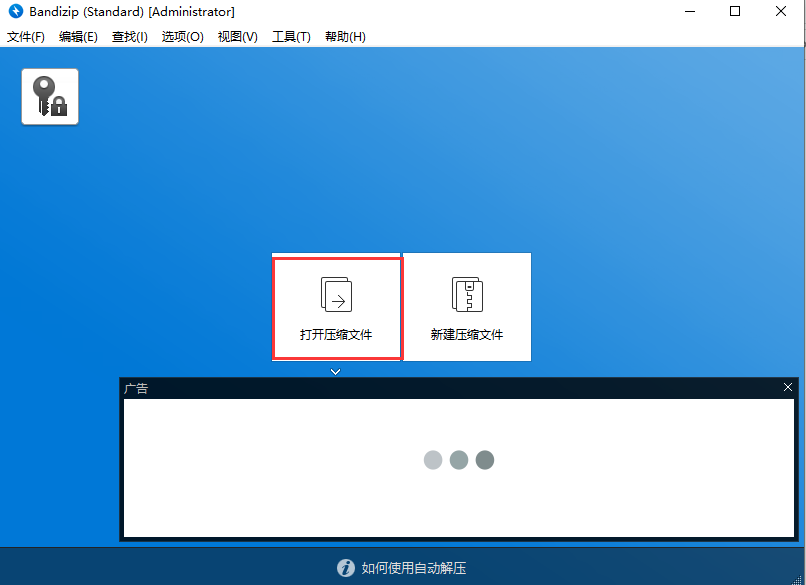 Bandizip (Standard) [Administrator]
文件(F) 编辑(E) 查找(I) 选项(O) 视图(V) 工具(T) 帮助(H)
打开压缩文件 新建压缩文件
广告
如何使用自动解压